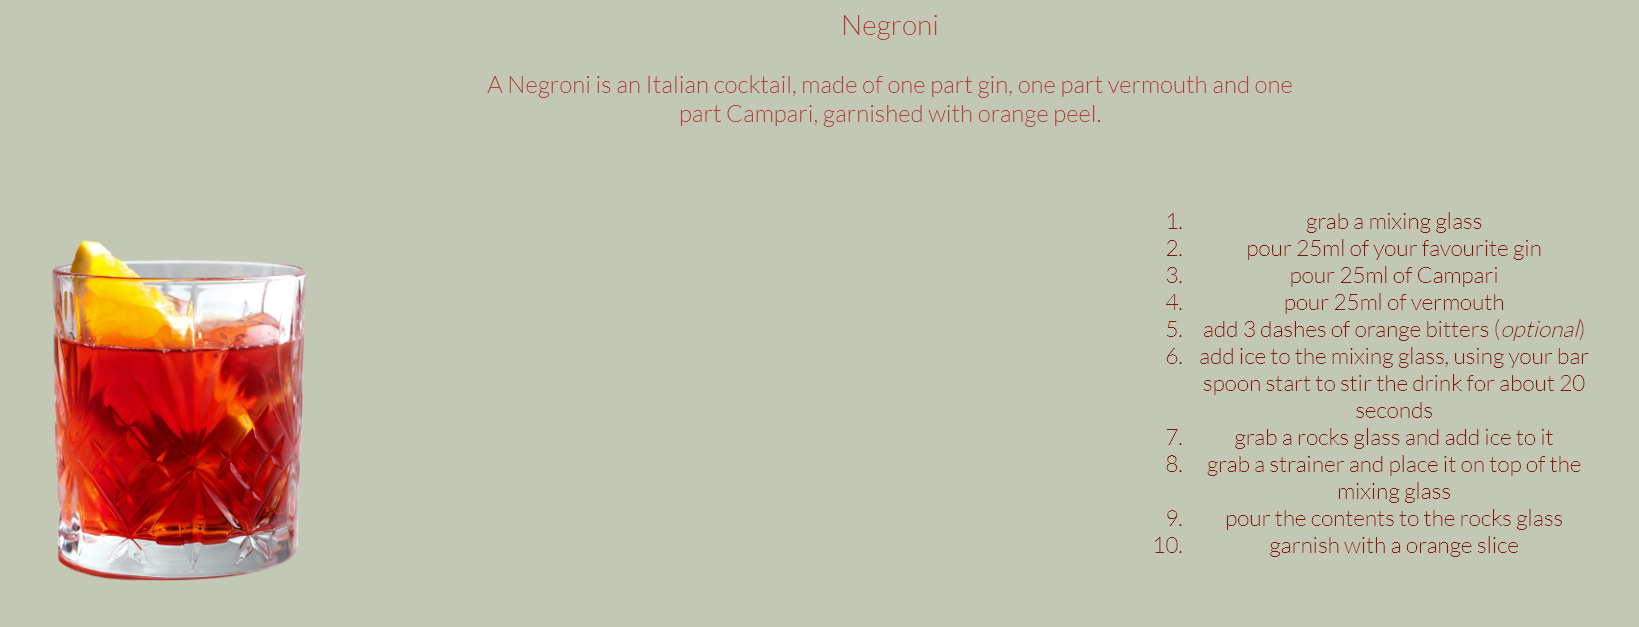 Negroni
A Negroni is an Italian cocktail, made of one part gin, one part vermouth and one
part Campari, garnished with orange peel.
1. grab a mixing glass
2. pour 25ml of your favourite gin
3. pour 25ml of Campari
4. pour 25ml of vermouth
5. add 3 dashes of orange bitters (optional)
6. add ice to the mixing glass, using your bar
spoon start to stir the drink for about 20
seconds
7. grab a rocks glass and add ice to it
8. grab a strainer and place it on top of the
mixing glass
9. pour the contents to the rocks glass
10. garnish with a orange slice